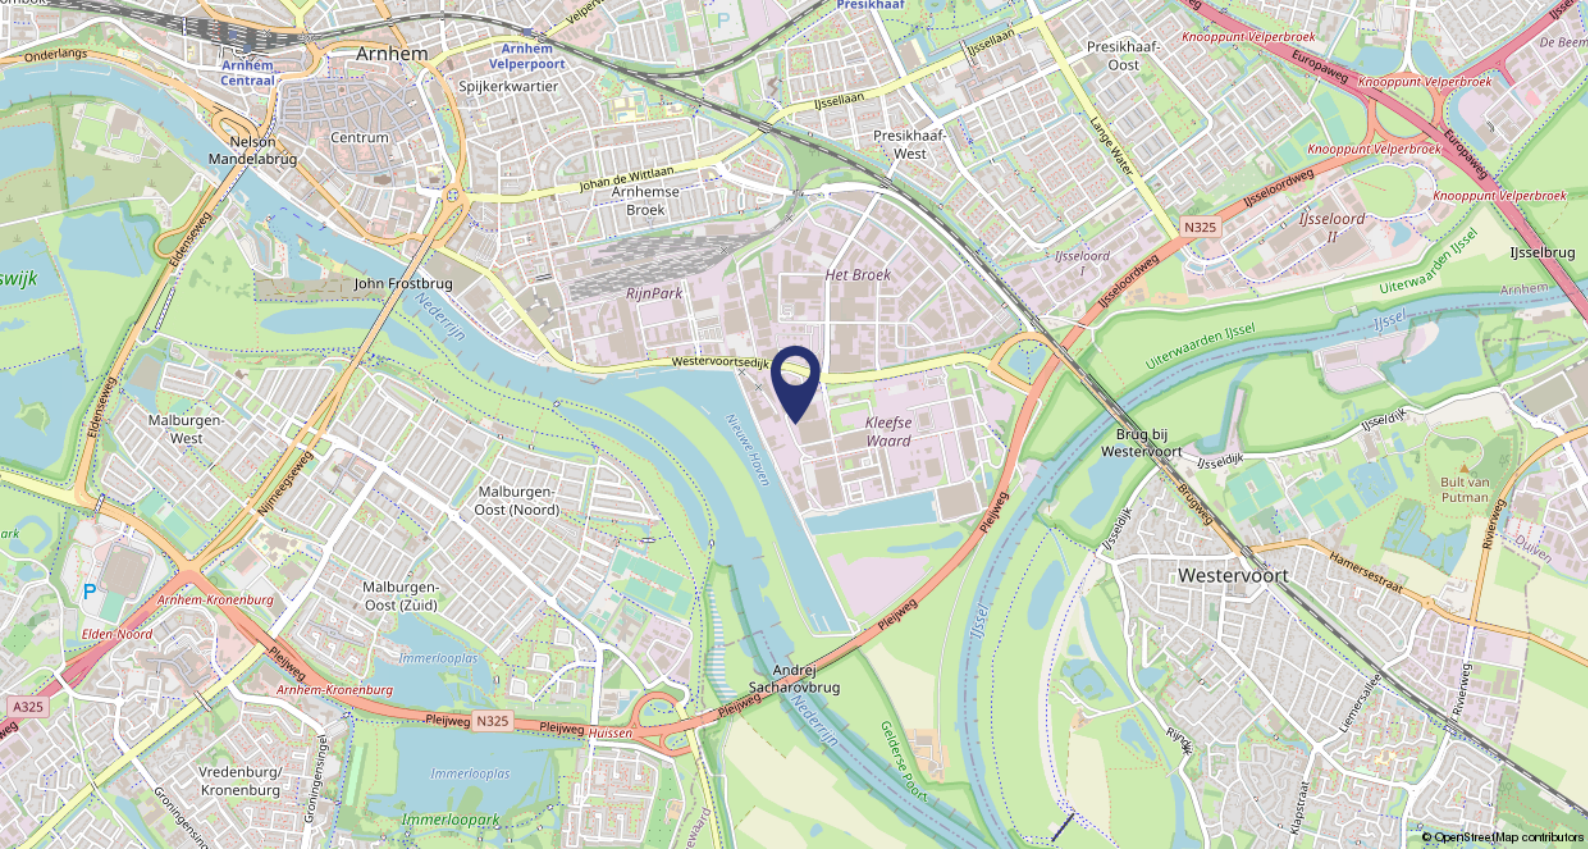 Presikhaaf
Knooppunt Velperbroek
De Beem
Onderlangs
Arnhem
Arnhem
Centraal
Arnhem
Velperpoort
P
IJssellaan
Presikhaaf-
Oost
Europaweg
Knooppunt Velperbroek
Spijkerkwartier
IJssellaan
Centrum
Nelson
Mandelabrug
Presikhaaf-
West
Lange Water
Knooppunt Velperbroek
Europaweg
Johan de Wittlaan
Arnhemse
Broek
IJsseloordweg
Knooppunt Velperbroek
Eldenseweg
N325
IJsseloord
II
IJsselbrug
swijk
John Frostbrug
RijnPark
Het Broek
IJsseloord
I
IJsseloordweg
Uiterwaarden IJssel
Arnhem
Nederrijn
IJssel
Uiterwaarden IJssel
Westervoortsedijk
Eldenseweg
Malburgen-
West
Nieuwe Haven
Kleefse
Waard
Brug bij
Westervoort
IJsseldijk
IJsseldijk
Nijmeegseweg
Malburgen-
Oost (Noord)
Pleijweg
Brugweg
Bult van
Putman
Rivierweg
IJsseldijk
ark
P
Duiven
Westervoort
Hamersestraat
Malburgen-
Oost (Zuid)
Arnhem-Kronenburg
Elden-Noord
Pleijweg
IJssel
Pleijweg
Immerlooplas
Andrej
Sacharovbrug
Arnhem-Kronenburg
A325
weg
Pleijweg
N325
Pleijweg
Huissen
Pleijweg
Nederrijn
Liemersallee
Rivierweg
Rijndijk
Gelderse Poort
Vredenburg/
Kronenburg
Groningensingel
Immerlooplas
Groningensin
Immerloopark
ewaard
Klapstraat
© OpenStreetMap contributors